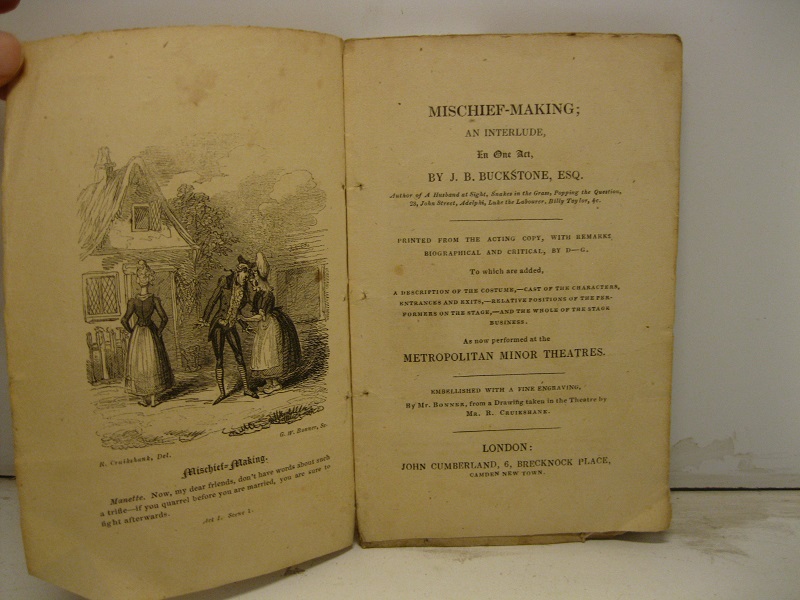 R. Cruikshank, Del.
G. W. Bonner, Sc.
Mischief-Making.
Manette. Now, my dear friends, don't have words about such
a trifle—if you quarrel before you are married, you are sure to
fight afterwards.
Act 1. Scene 1.
MISCHIEF-MAKING;
AN INTERLUDE,
In One Act,
BY J. B. BUCKSTONE, ESQ.
Author of A Husband at Sight, Snakes in the Grass, Popping the Question,
23, John Street, Adelphi, Luke the Labourer, Billy Taylor, &c.
PRINTED FROM THE ACTING COPY, WITH REMARKS,
BIOGRAPHICAL AND CRITICAL, BY D—G.
To which are added,
A DESCRIPTION OF THE COSTUME,—CAST OF THE CHARACTERS,
ENTRANCES AND EXITS,—RELATIVE POSITIONS OF THE PER-
FORMERS ON THE STAGE,—AND THE WHOLE OF THE STAGE
BUSINESS.
As now performed at the
METROPOLITAN MINOR THEATRES.
EMBELLISHED WITH A FINE ENGRAVING,
By Mr. Bonner, from a Drawing taken in the Theatre by
Mr. R. Cruikshank.
LONDON:
JOHN CUMBERLAND, 6, BRECKNOCK PLACE,
CAMDEN NEW TOWN.